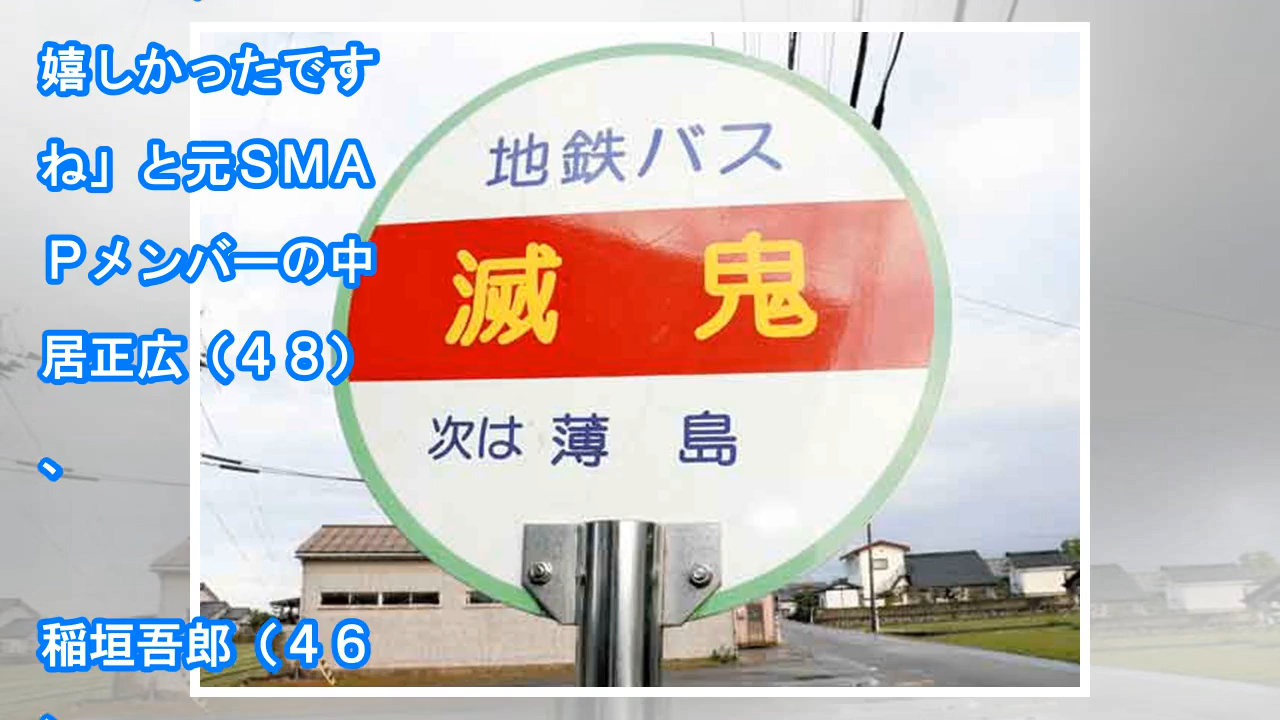 嬉しかったです
ね」と元ＳＭＡ
Ｐメンバーの中
居正広（４８）
、
稲垣吾郎（４６
地鉄バス
滅 鬼
次は 薄 島